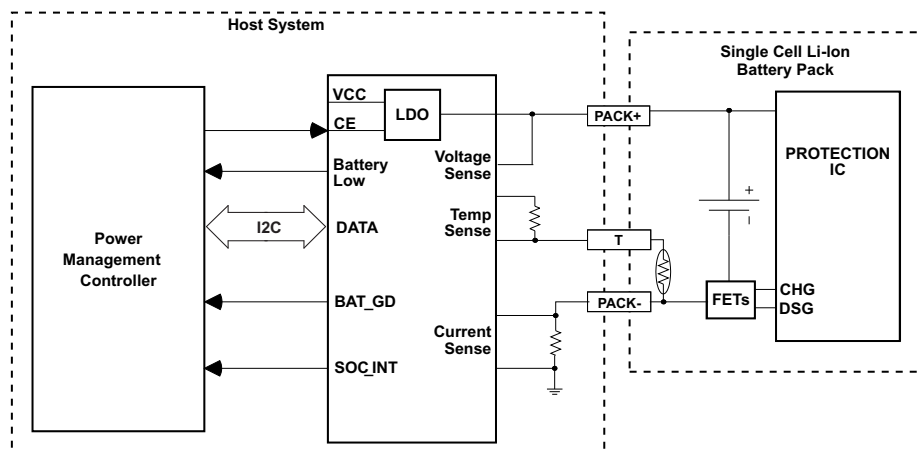 Host System
Single Cell Li-Ion
Battery Pack
VCC
LDO
CE
PACK+
Battery
Low
Voltage
Sense
PROTECTION
IC
+
Temp
Sense
I2C
DATA
T
Power
Management
Controller
BAT_GD
PACK-
FETs
CHG
DSG
Current
Sense
SOC_INT